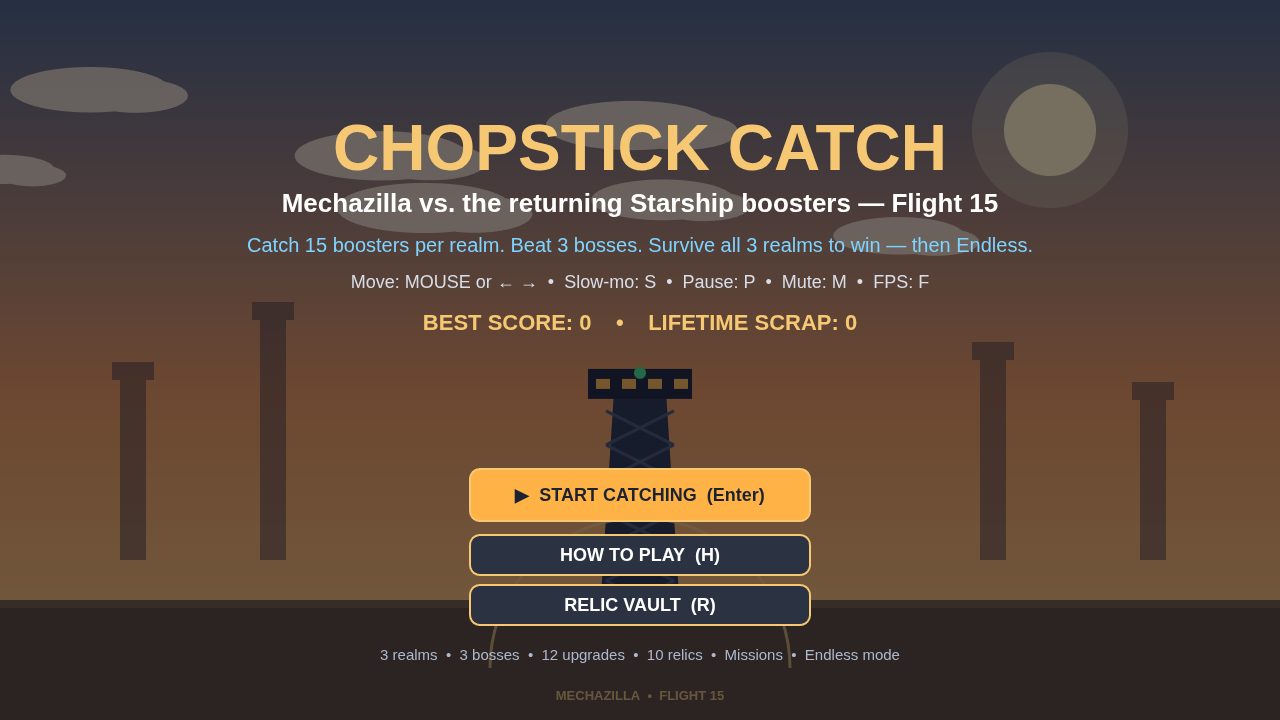 CHOPSTICK CATCH
Mechazilla vs. the returning Starship boosters — Flight 15
Catch 15 boosters per realm. Beat 3 bosses. Survive all 3 realms to win — then Endless.
Move: MOUSE or ← → • Slow-mo: S • Pause: P • Mute: M • FPS: F
BEST SCORE: 0 • LIFETIME SCRAP: 0
▶ START CATCHING (Enter)
HOW TO PLAY (H)
RELIC VAULT (R)
3 realms • 3 bosses • 12 upgrades • 10 relics • Missions • Endless mode
MECHAZILLA • FLIGHT 15